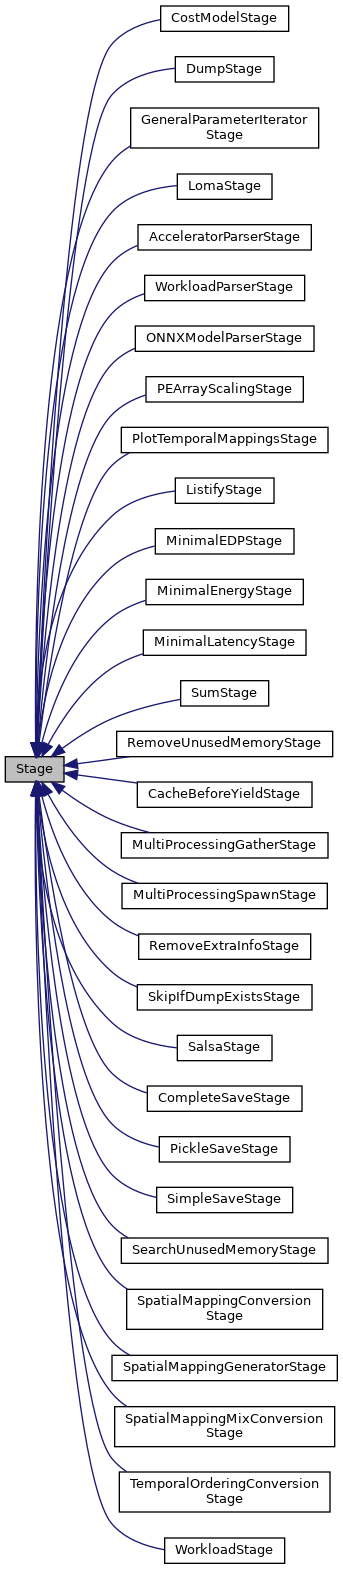 CostModelStage
DumpStage
GeneralParameterIterator
Stage
LomaStage
AcceleratorParserStage
WorkloadParserStage
ONNXModelParserStage
PEArrayScalingStage
PlotTemporalMappingsStage
ListifyStage
MinimalEDPStage
MinimalEnergyStage
MinimalLatencyStage
SumStage
RemoveUnusedMemoryStage
Stage
CacheBeforeYieldStage
MultiProcessingGatherStage
MultiProcessingSpawnStage
RemoveExtraInfoStage
SkipIfDumpExistsStage
SalsaStage
CompleteSaveStage
PickleSaveStage
SimpleSaveStage
SearchUnusedMemoryStage
SpatialMappingConversion
Stage
SpatialMappingGeneratorStage
SpatialMappingMixConversion
Stage
TemporalOrderingConversion
Stage
WorkloadStage